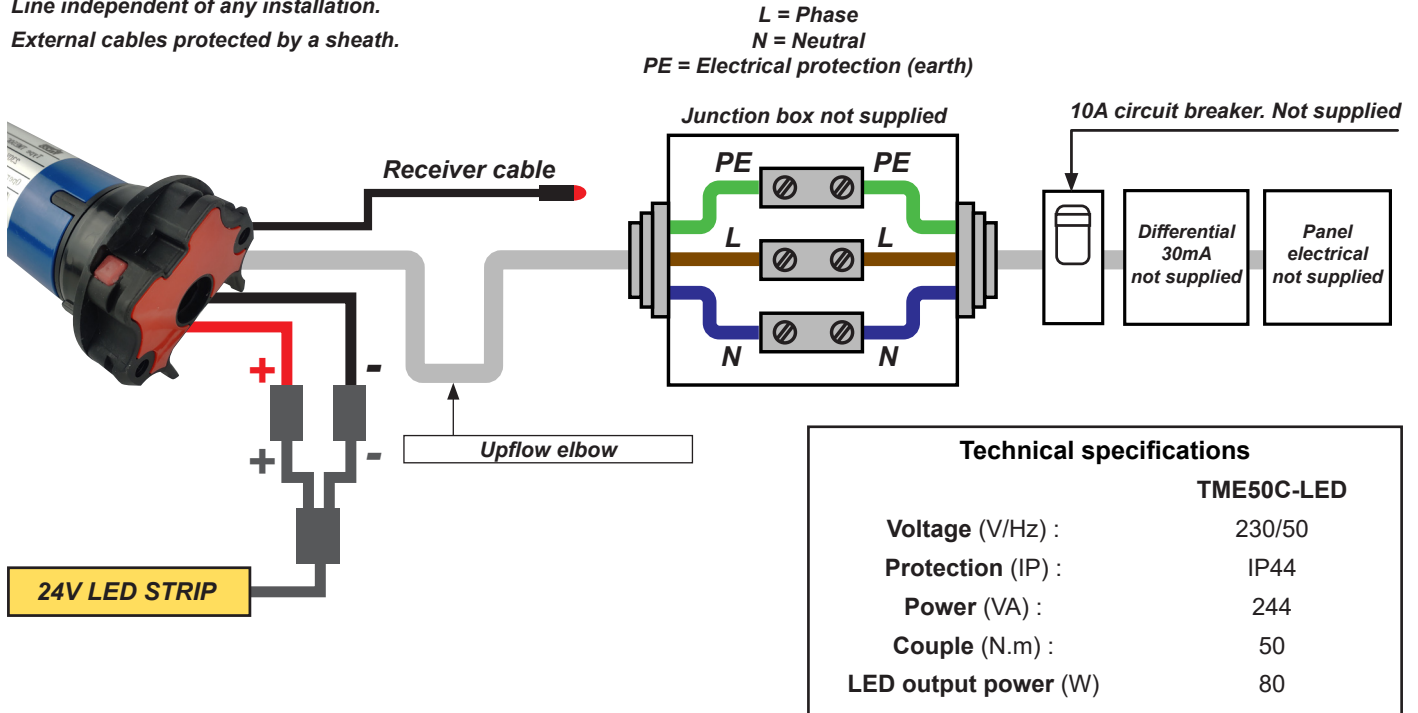 Line independent of any installation.
External cables protected by a sheath.
L = Phase
N = Neutral
PE = Electrical protection (earth)
Junction box not supplied
10A circuit breaker. Not supplied
Receiver cable
PE
PE
L
L
N
N
Differential
30mA
not supplied
Panel
electrical
not supplied
+
-
+
-
Upflow elbow
24V LED STRIP
Technical specifications
TME50C-LED
Voltage (V/Hz) : 230/50
Protection (IP) : IP44
Power (VA) : 244
Couple (N.m) : 50
LED output power (W) 80